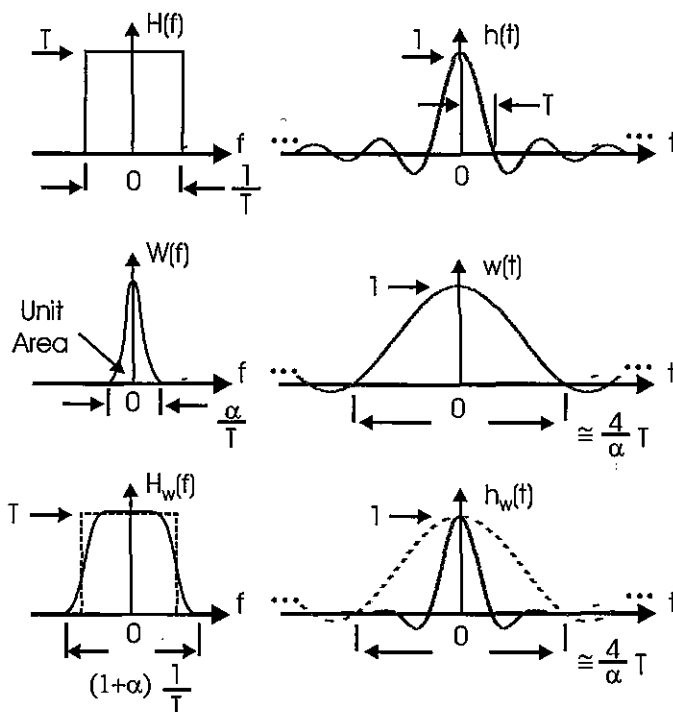 H(f)
T
f
0
1/T
h(t)
1
T
...
...
t
0
W(f)
Unit
Area
f
0
α/T
w(t)
1
...
...
t
0
≅ 4/α T
H_w(f)
T
f
0
(1+α) 1/T
h_w(t)
1
...
...
t
0
≅ 4/α T